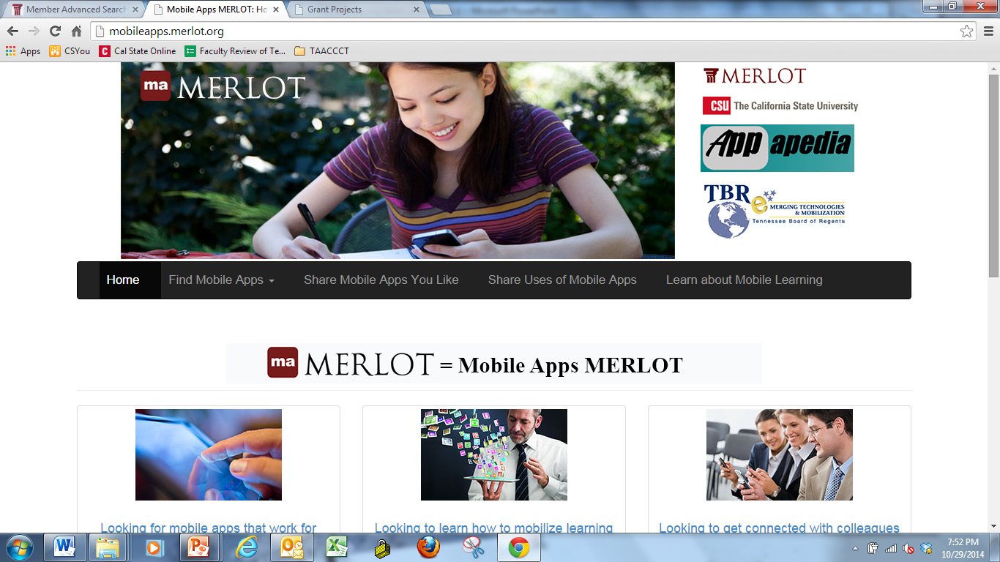 Member Advanced Search
Mobile Apps MERLOT: Ho
Grant Projects
mobileapps.merlot.org
Apps
CSYou
Cal State Online
Faculty Review of Te...
TAACCCT
ma MERLOT
MERLOT
CSU The California State University
App apedia
TBR
e MERGING TECHNOLOGIES
& MOBILIZATION
Tennessee Board of Regents
Home
Find Mobile Apps
Share Mobile Apps You Like
Share Uses of Mobile Apps
Learn about Mobile Learning
ma MERLOT = Mobile Apps MERLOT
Looking for mobile apps that work for
Looking to learn how to mobilize learning
Looking to get connected with colleagues
7:52 PM
10/29/2014